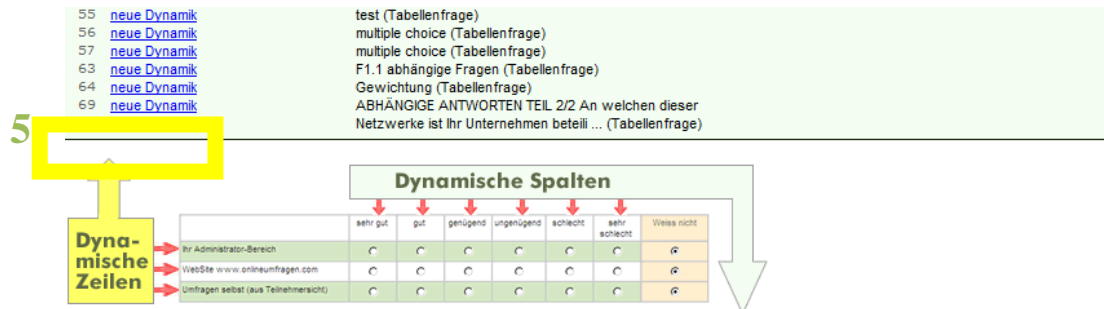 55 neue Dynamik test (Tabellenfrage)
56 neue Dynamik multiple choice (Tabellenfrage)
57 neue Dynamik multiple choice (Tabellenfrage)
63 neue Dynamik F1.1 abhängige Fragen (Tabellenfrage)
64 neue Dynamik Gewichtung (Tabellenfrage)
69 neue Dynamik ABHÄNGIGE ANTWORTEN TEIL 2/2 An welchen dieser
Netzwerke ist Ihr Unternehmen beteili ... (Tabellenfrage)
5
Dynamische Spalten
sehr gut gut genügend ungenügend schlecht sehr Weiss nicht
schlecht
Dyna-
mische
Zeilen
Ihr Administrator-Bereich
WebSite www.onlineumfragen.com
Umfragen selbst (aus Teilnehmersicht)